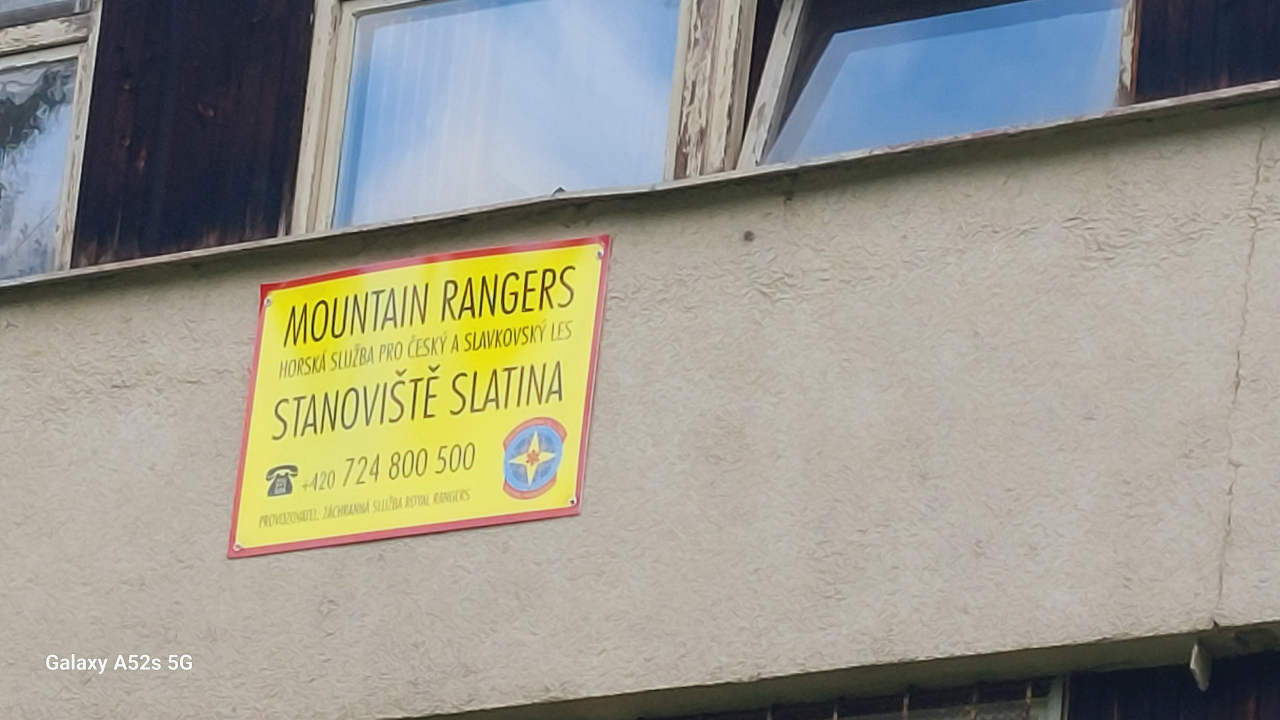 MOUNTAIN RANGERS
HORSKÁ SLUŽBA PRO ČESKÝ A SLAVKOVSKÝ LES
STANOVIŠTĚ SLATINA
+420 724 800 500
PROVOZOVATEL: ZÁCHRANNÁ SLUŽBA ROYAL RANGERS
Galaxy A52s 5G